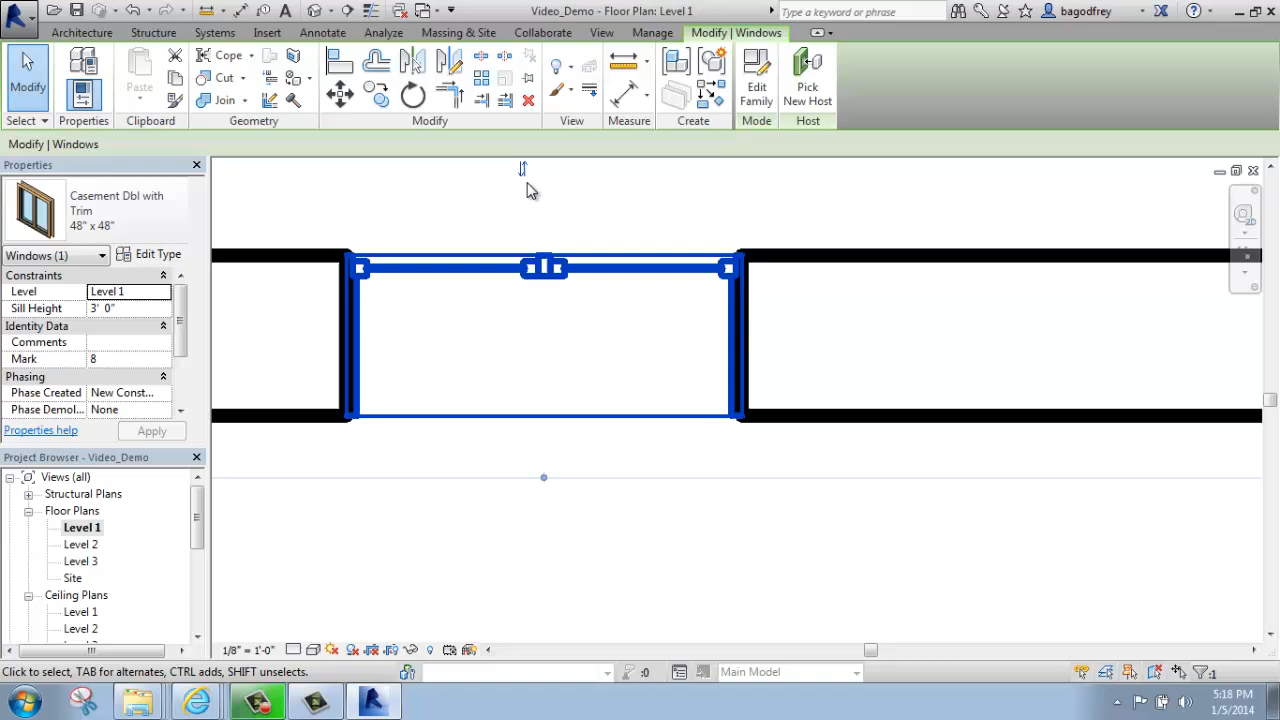 Video_Demo - Floor Plan: Level 1
Type a keyword or phrase
bagodfrey
Architecture Structure Systems Insert Annotate Analyze Massing & Site Collaborate View Manage Modify | Windows
Modify
Select
Properties
Paste
Clipboard
Cope
Cut
Join
Geometry
Modify
View
Measure
Create
Edit
Family
Mode
Pick
New Host
Host
Modify | Windows
Properties
Casement Dbl with
Trim
48" x 48"
Windows (1)
Edit Type
Constraints
Level Level 1
Sill Height 3' 0"
Identity Data
Comments
Mark 8
Phasing
Phase Created New Const...
Phase Demol... None
Properties help
Apply
Project Browser - Video_Demo
Views (all)
Structural Plans
Floor Plans
Level 1
Level 2
Level 3
Site
Ceiling Plans
Level 1
Level 2
2D
1/8" = 1'-0"
Click to select, TAB for alternates, CTRL adds, SHIFT unselects.
:0
Main Model
:1
5:18 PM
1/5/2014